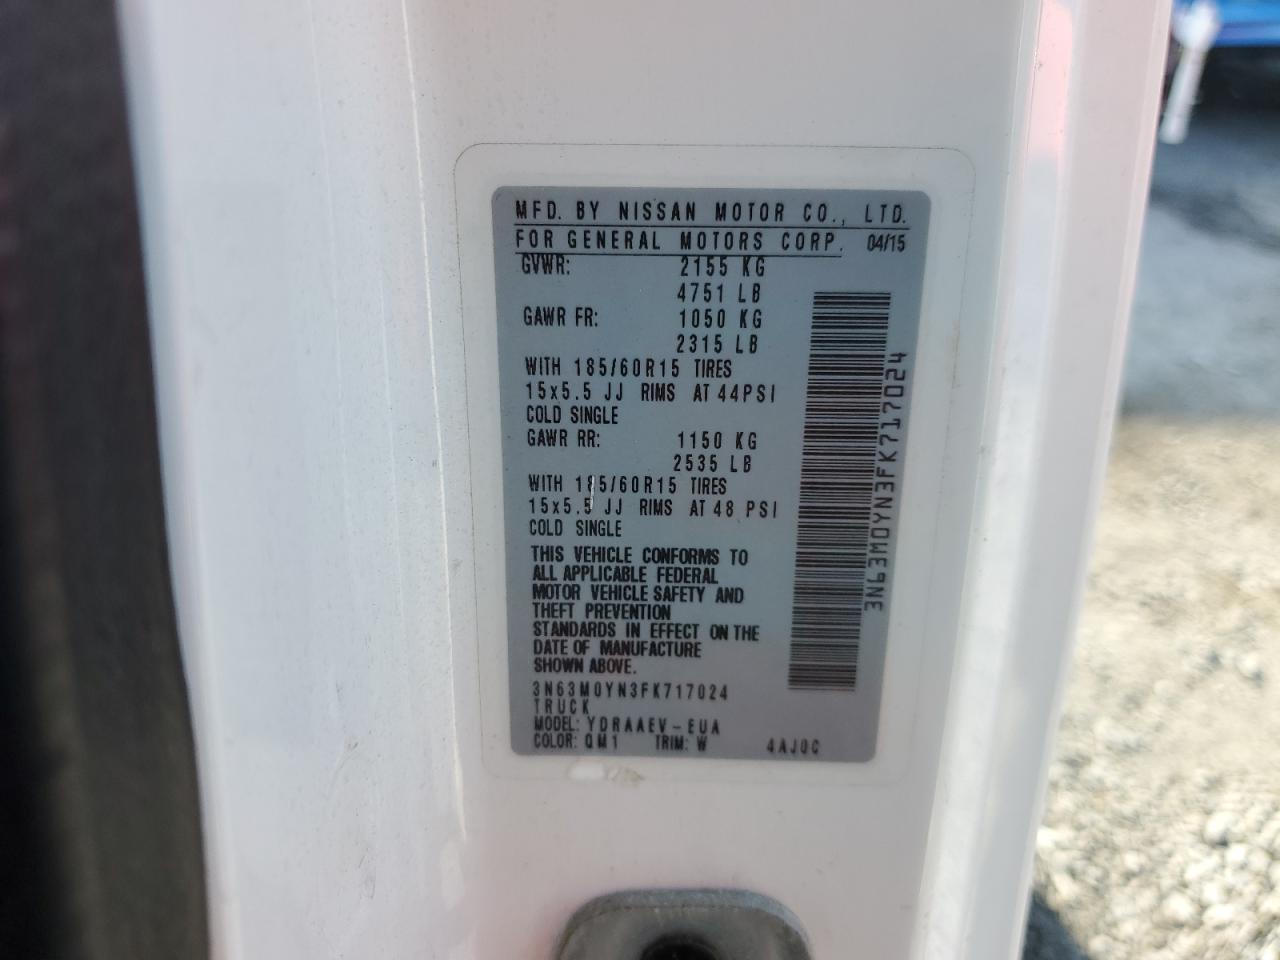 MFD. BY NISSAN MOTOR CO., LTD.
FOR GENERAL MOTORS CORP. 04/15
GVWR: 2155 KG
4751 LB
GAWR FR: 1050 KG
2315 LB
WITH 185/60R15 TIRES
15x5.5 JJ RIMS AT 44PSI
COLD SINGLE
GAWR RR: 1150 KG
2535 LB
WITH 185/60R15 TIRES
15x5.5 JJ RIMS AT 48 PSI
COLD SINGLE
THIS VEHICLE CONFORMS TO
ALL APPLICABLE FEDERAL
MOTOR VEHICLE SAFETY AND
THEFT PREVENTION
STANDARDS IN EFFECT ON THE
DATE OF MANUFACTURE
SHOWN ABOVE.
3N63M0YN3FK717024
TRUCK
MODEL: YDRAAEV-EUA
COLOR: QM1 TRIM: W 4AJ0C
3N63M0YN3FK717024